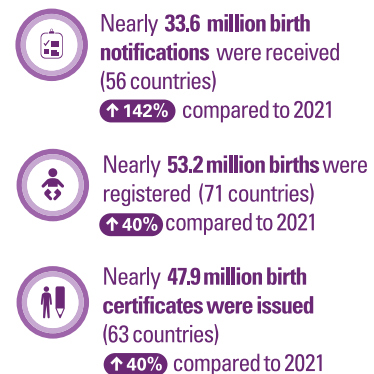 Nearly 33.6 million birth
notifications were received
(56 countries)
↑ 142% compared to 2021
Nearly 53.2 million births were
registered (71 countries)
↑ 40% compared to 2021
Nearly 47.9 million birth
certificates were issued
(63 countries)
↑ 40% compared to 2021